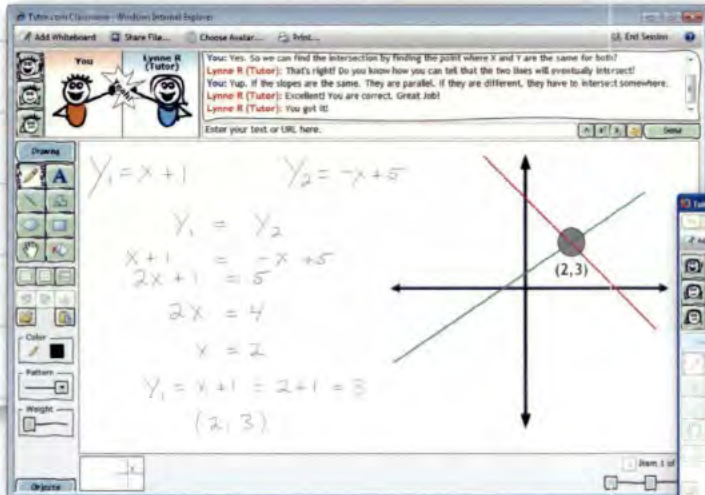 Tutor.com Classroom - Windows Internet Explorer
Add Whiteboard Share File... Choose Avatar... Print... End Session
You Lynne R (Tutor)
You: Yes. So we can find the intersection by finding the point where X and Y are the same for both?
Lynne R (Tutor): That's right! Do you know how you can tell that the two lines will eventually intersect?
You: Yup. If the slopes are the same. They are parallel. If they are different, they have to intersect somewhere.
Lynne R (Tutor): Excellent! You are correct. Great Job!
Lynne R (Tutor): You got it!
Enter your text or URL here.
Send
Drawing
A
Y₁ = x + 1 Y₂ = -x + 5
Y₁ = Y₂
x + 1 = -x + 5
2x + 1 = 5
2x = 4
x = 2
Y₁ = x + 1 = 2 + 1 = 3
(2, 3)
(2,3)
Color
Pattern
Weight
Objects
Item 1 of